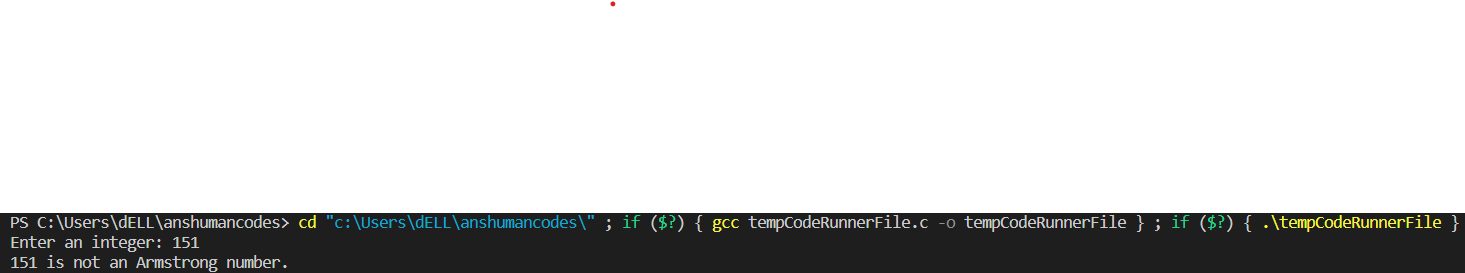 PS C:\Users\dELL\anshumancodes> cd "c:\Users\dELL\anshumancodes\" ; if ($?) { gcc tempCodeRunnerFile.c -o tempCodeRunnerFile } ; if ($?) { .\tempCodeRunnerFile }
Enter an integer: 151
151 is not an Armstrong number.